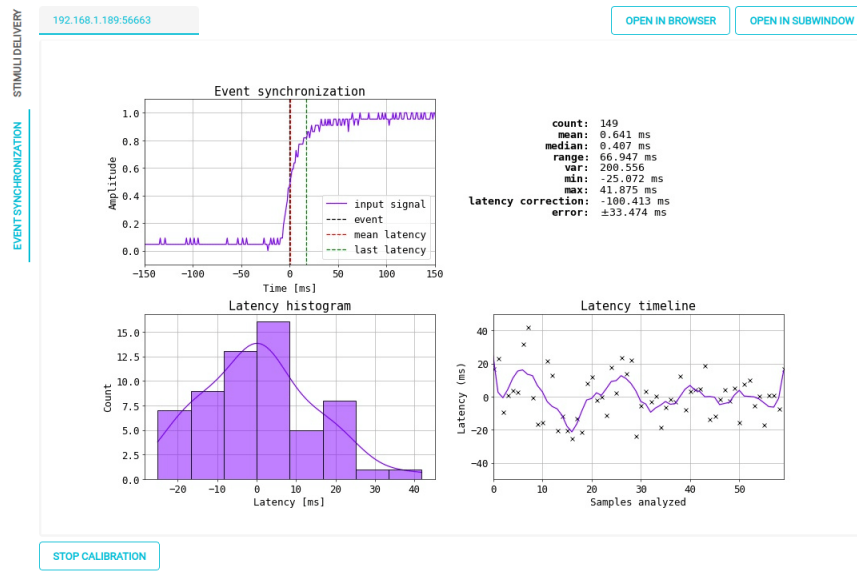 192.168.1.189:56663
OPEN IN BROWSER
OPEN IN SUBWINDOW
STIMULI DELIVERY
EVENT SYNCHRONIZATION
Event synchronization
1.0
0.8
0.6
0.4
0.2
0.0
Amplitude
input signal
event
mean latency
last latency
−150 −100 −50 0 50 100 150
Time [ms]
count: 149
mean: 0.641 ms
median: 0.407 ms
range: 66.947 ms
var: 200.556
min: -25.072 ms
max: 41.875 ms
latency correction: -100.413 ms
error: ±33.474 ms
Latency histogram
15.0
12.5
10.0
7.5
5.0
2.5
0.0
Count
−20 −10 0 10 20 30 40
Latency [ms]
Latency timeline
40
20
0
−20
−40
Latency (ms)
0 10 20 30 40 50
Samples analyzed
STOP CALIBRATION